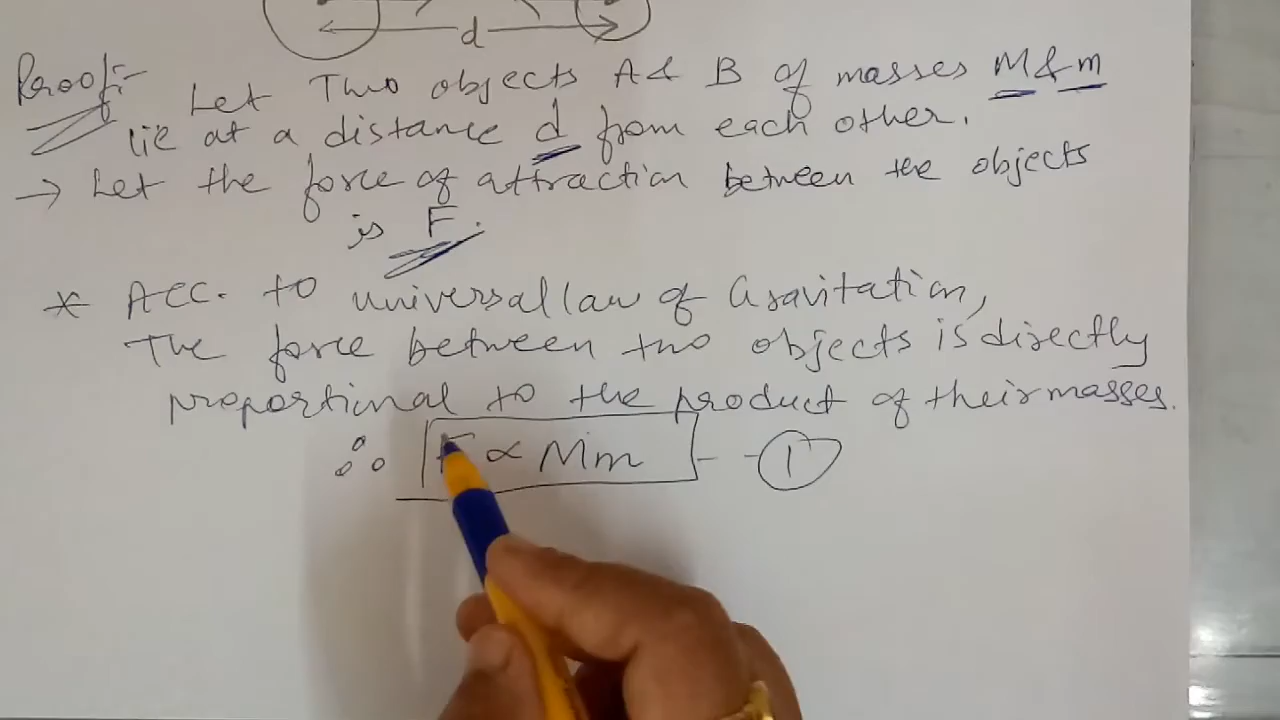 d
Proof:-
Let Two objects A & B of masses M & m
lie at a distance d from each other.
→ Let the force of attraction between the objects
is F.
* Acc. to universal law of Gravitation,
The force between two objects is directly
proportional to the product of their masses.
∴ F ∝ Mm -- 1